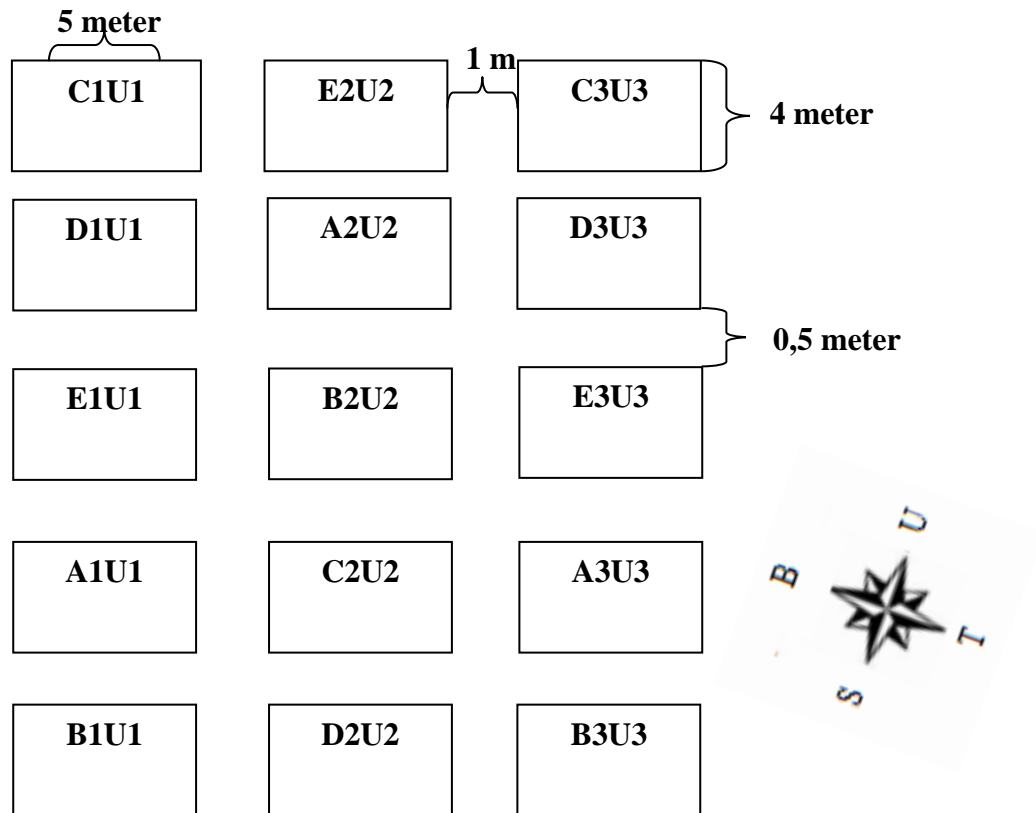 5 meter
1 m
C1U1 E2U2 C3U3
4 meter
D1U1 A2U2 D3U3
0,5 meter
E1U1 B2U2 E3U3
U
B
A1U1 C2U2 A3U3
T
S
B1U1 D2U2 B3U3